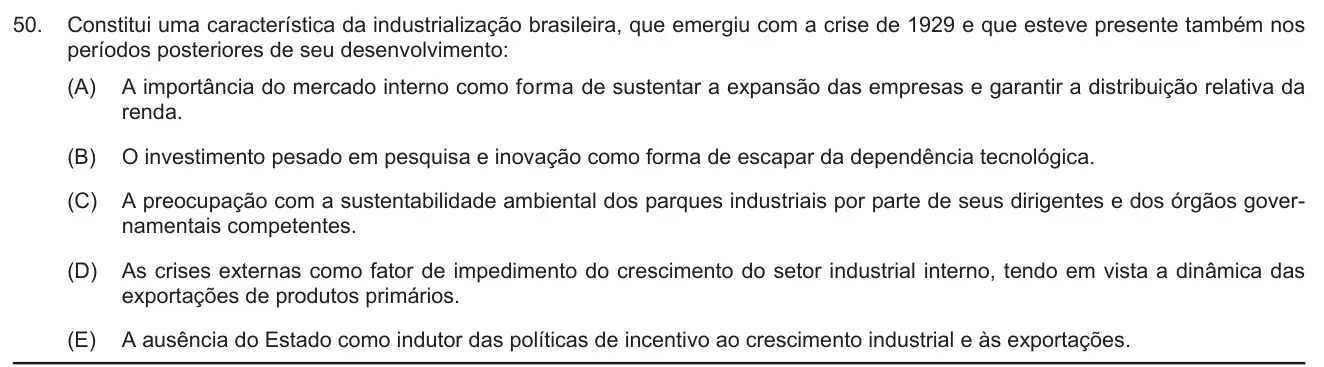 50. Constitui uma característica da industrialização brasileira, que emergiu com a crise de 1929 e que esteve presente também nos
períodos posteriores de seu desenvolvimento:
(A) A importância do mercado interno como forma de sustentar a expansão das empresas e garantir a distribuição relativa da
renda.
(B) O investimento pesado em pesquisa e inovação como forma de escapar da dependência tecnológica.
(C) A preocupação com a sustentabilidade ambiental dos parques industriais por parte de seus dirigentes e dos órgãos gover-
namentais competentes.
(D) As crises externas como fator de impedimento do crescimento do setor industrial interno, tendo em vista a dinâmica das
exportações de produtos primários.
(E) A ausência do Estado como indutor das políticas de incentivo ao crescimento industrial e às exportações.